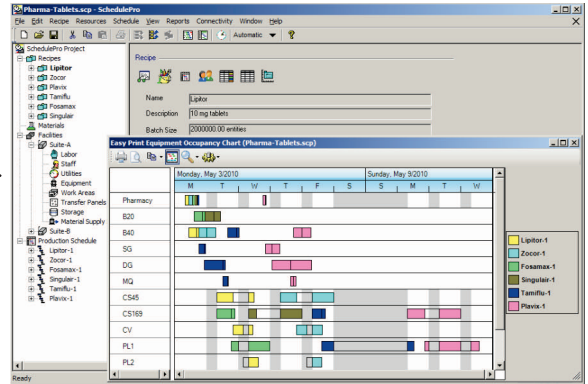 Pharma-Tablets.scp - SchedulePro
File Edit Pert Recipe Resources Schedule View Reports Connectivity Window Help
Automatic
SchedulePro Project
Recipes
Lipitor
Zocor
Plavix
Tamiflu
Fosamax
Singulair
Materials
Facilities
Suite-A
Labor
Staff
Utilities
Equipment
Work Areas
Transfer Panels
Storage
Material Supply
Suite-B
Production Schedule
Lipitor-1
Zocor-1
Fosamax-1
Singulair-1
Tamiflu-1
Plavix-1
Ready
Recipe
Name Lipitor
Description 10 mg tablets
Batch Size 2000000.00 entities
Easy Print Equipment Occupancy Chart (Pharma-Tablets.scp)
Monday, May 3/2010 Sunday, May 9/2010
M T W T F S S M T W
Pharmacy
B20
B40
SG
DG
MQ
CS45
CS169
CV
PL1
PL2
Lipitor-1
Zocor-1
Fosamax-1
Singulair-1
Tamiflu-1
Plavix-1